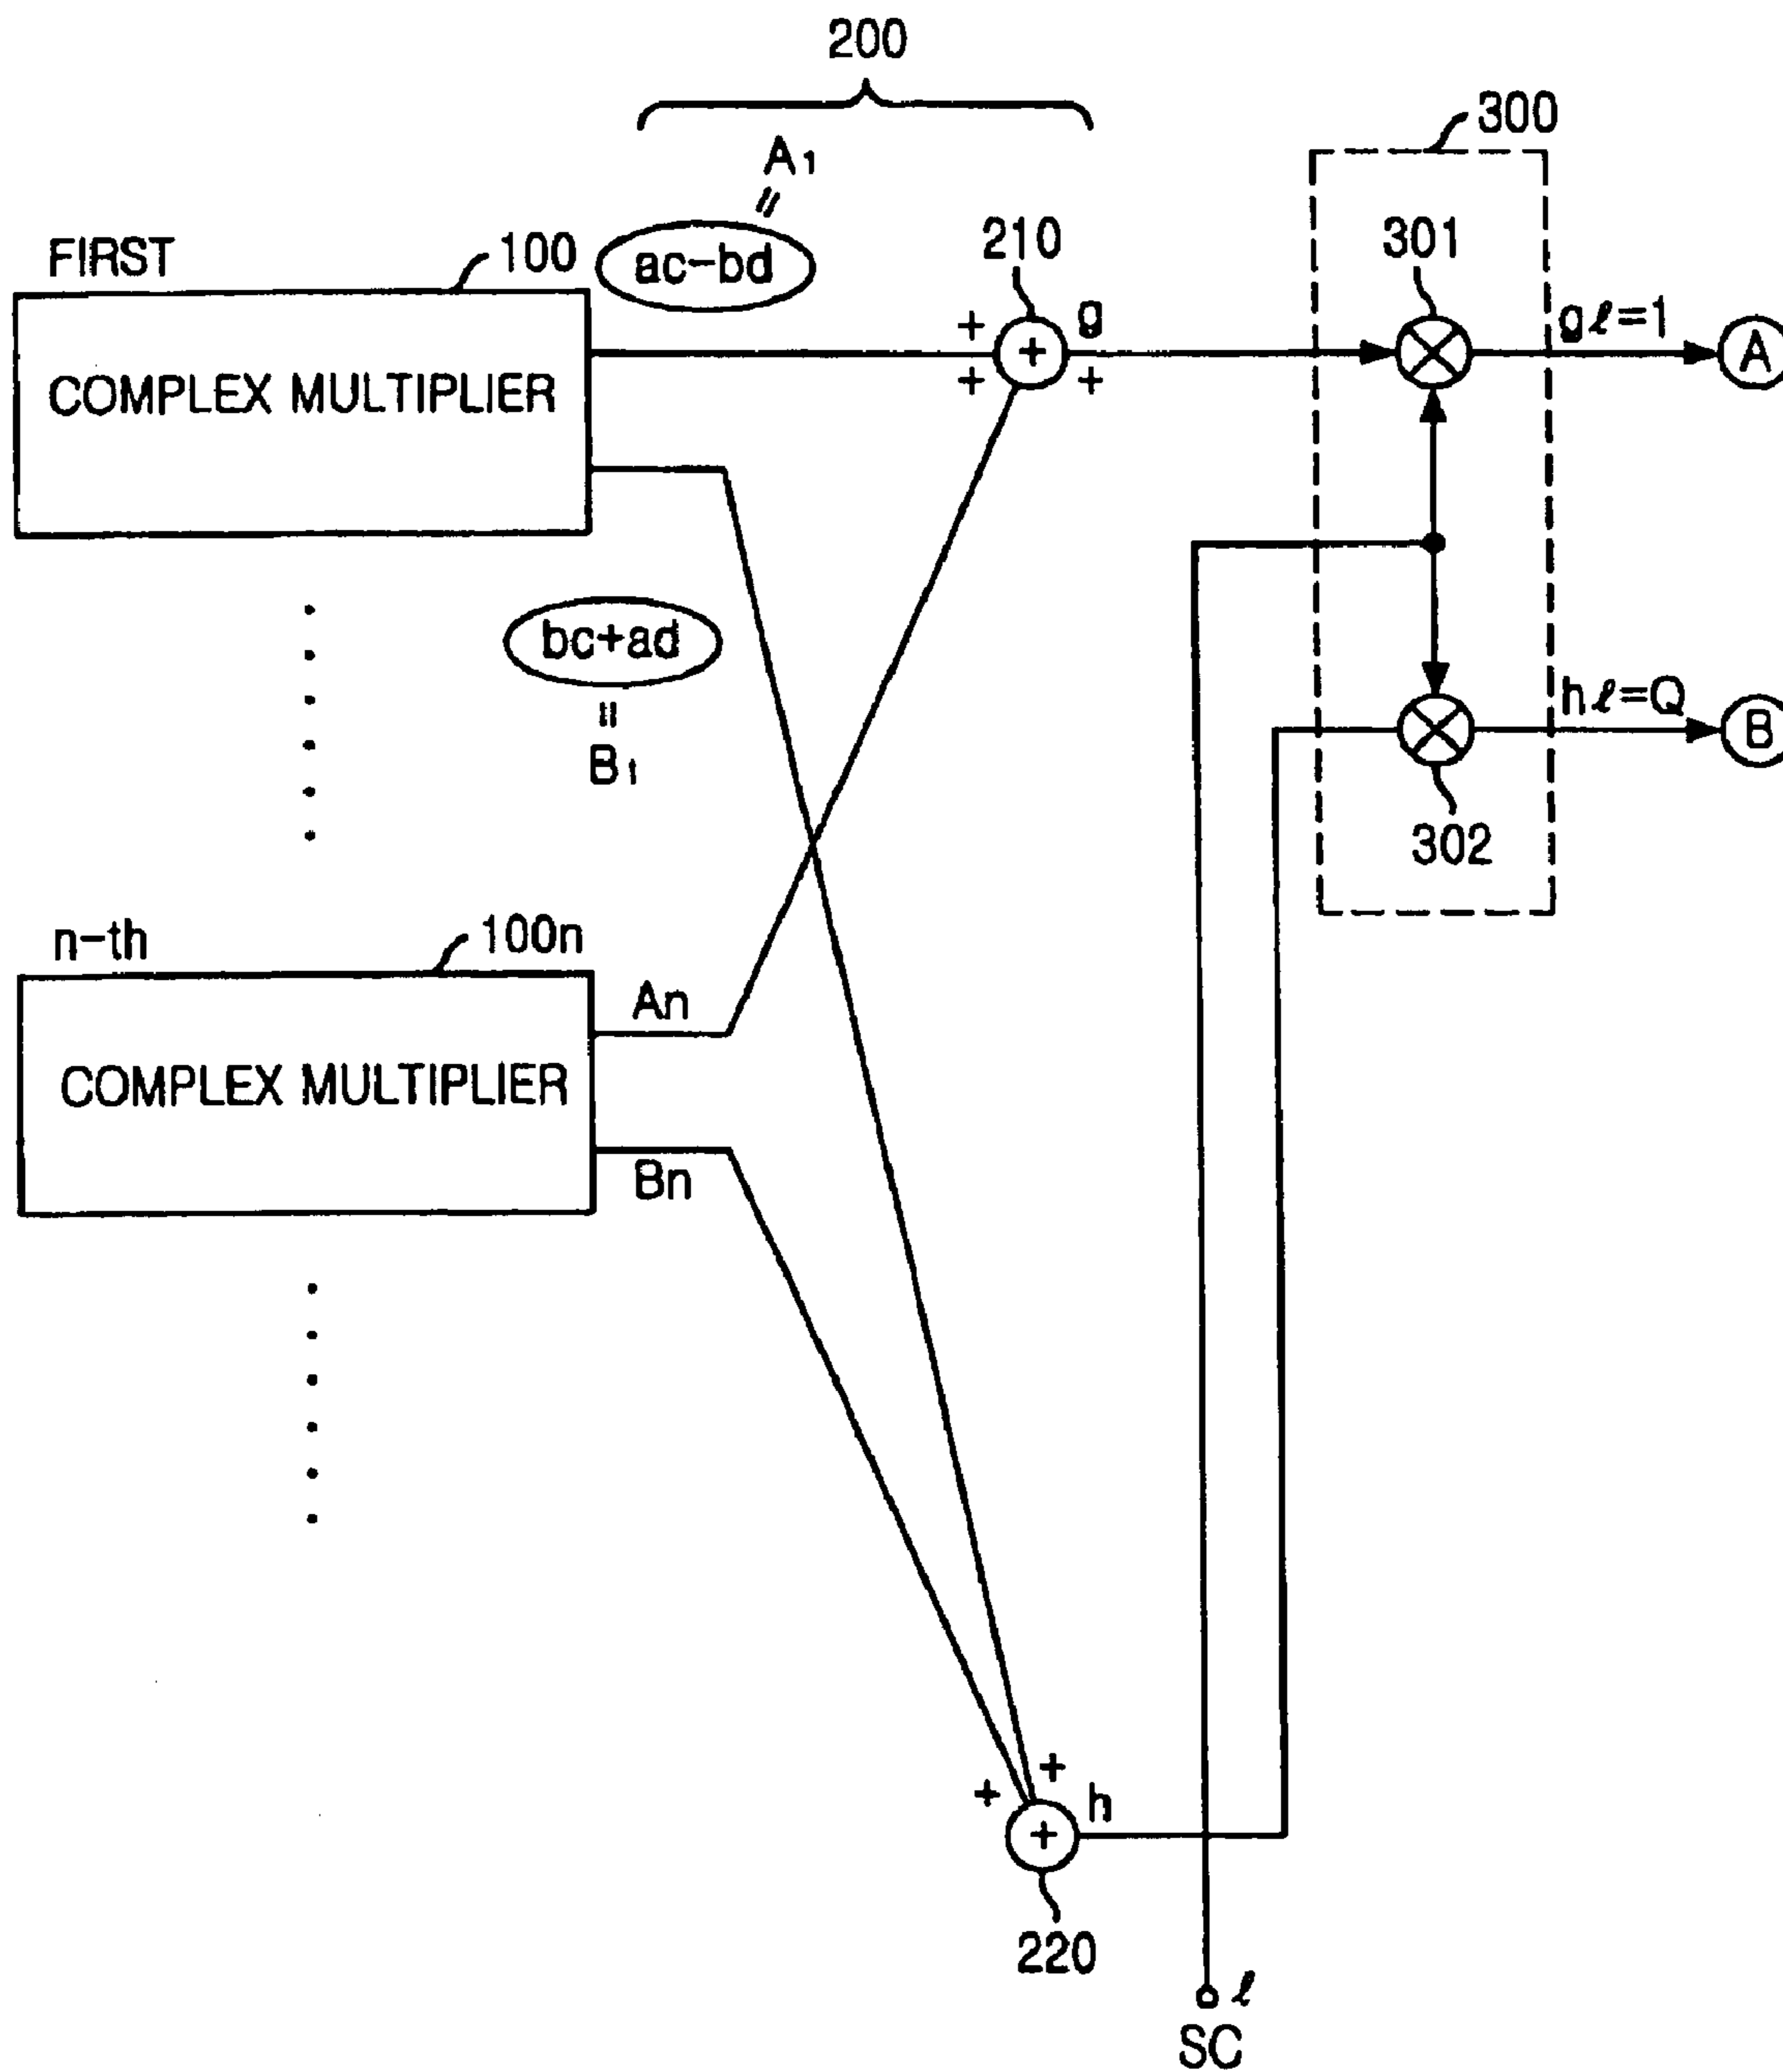 200
A1
=
300
FIRST
100
ac-bd
210
301
+
g
gℓ=1
COMPLEX MULTIPLIER
+
+
+
A
bc+ad
=
B1
hℓ=Q
B
302
n-th
100n
An
COMPLEX MULTIPLIER
Bn
+
+
h
+
220
ℓ
SC